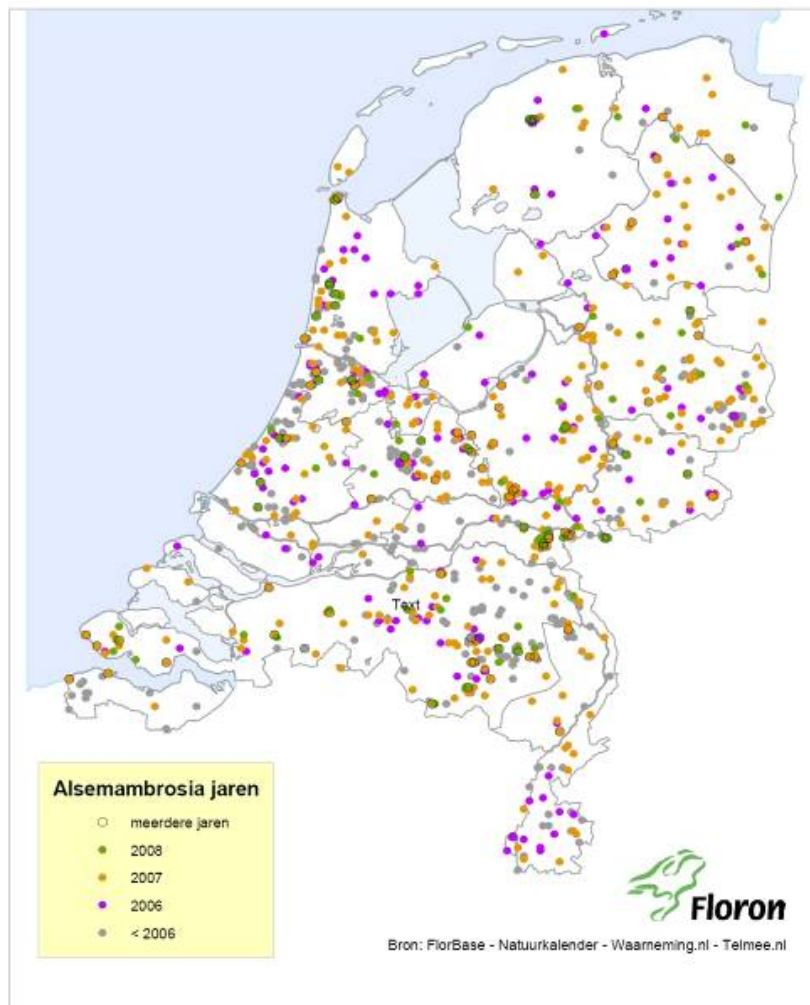 Text
Alsemambrosia jaren
meerdere jaren
2008
2007
2006
< 2006
Floron
Bron: FlorBase - Natuurkalender - Waarneming.nl - Telmee.nl